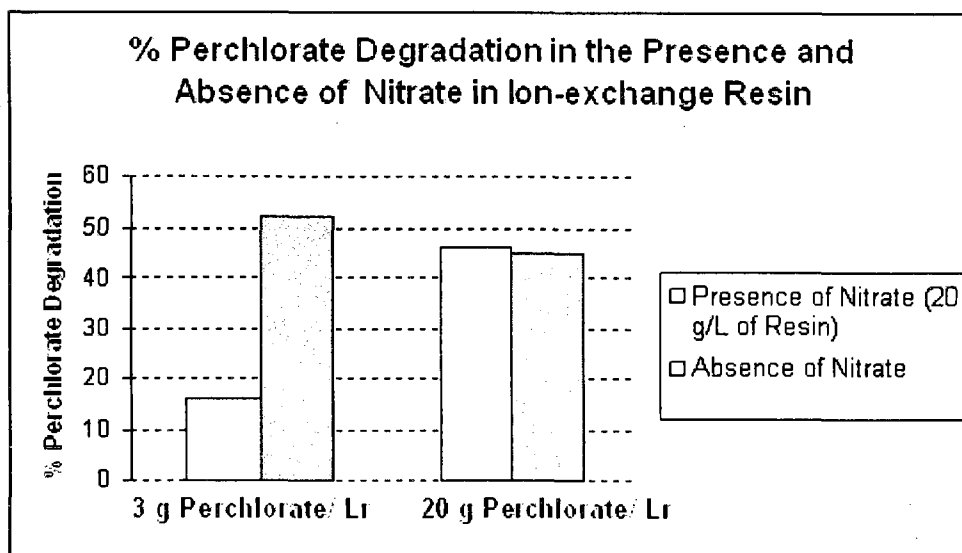 % Perchlorate Degradation in the Presence and
Absence of Nitrate in Ion-exchange Resin
% Perchlorate Degradation
60
50
40
30
20
10
0
3 g Perchlorate/ Lr
20 g Perchlorate/ Lr
Presence of Nitrate (20
g/L of Resin)
Absence of Nitrate